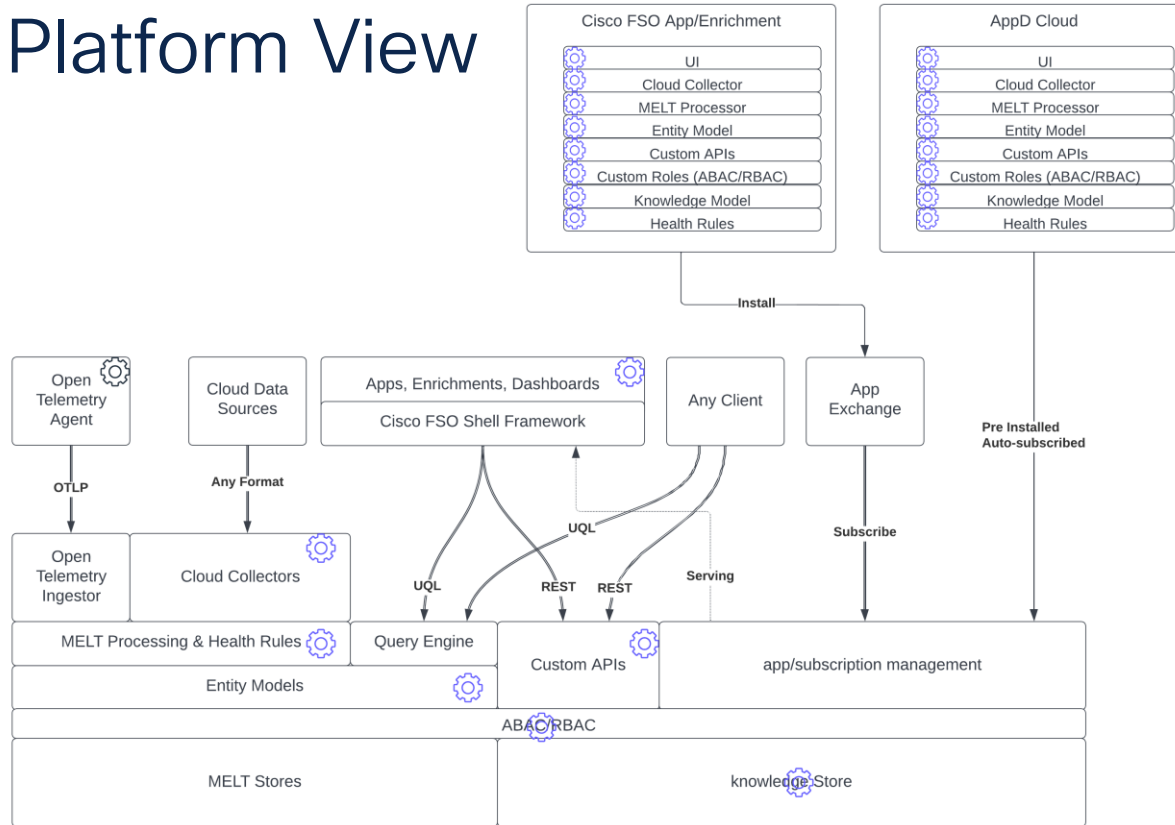 Platform View
Cisco FSO App/Enrichment
UI
Cloud Collector
MELT Processor
Entity Model
Custom APIs
Custom Roles (ABAC/RBAC)
Knowledge Model
Health Rules
AppD Cloud
UI
Cloud Collector
MELT Processor
Entity Model
Custom APIs
Custom Roles (ABAC/RBAC)
Knowledge Model
Health Rules
Install
Open
Telemetry
Agent
Cloud Data
Sources
Apps, Enrichments, Dashboards
Cisco FSO Shell Framework
Any Client
App
Exchange
Pre Installed
Auto-subscribed
OTLP
Any Format
UQL
Subscribe
UQL
REST
REST
Serving
Open
Telemetry
Ingestor
Cloud Collectors
MELT Processing & Health Rules
Query Engine
Custom APIs
app/subscription management
Entity Models
ABAC/RBAC
MELT Stores
knowledge Store